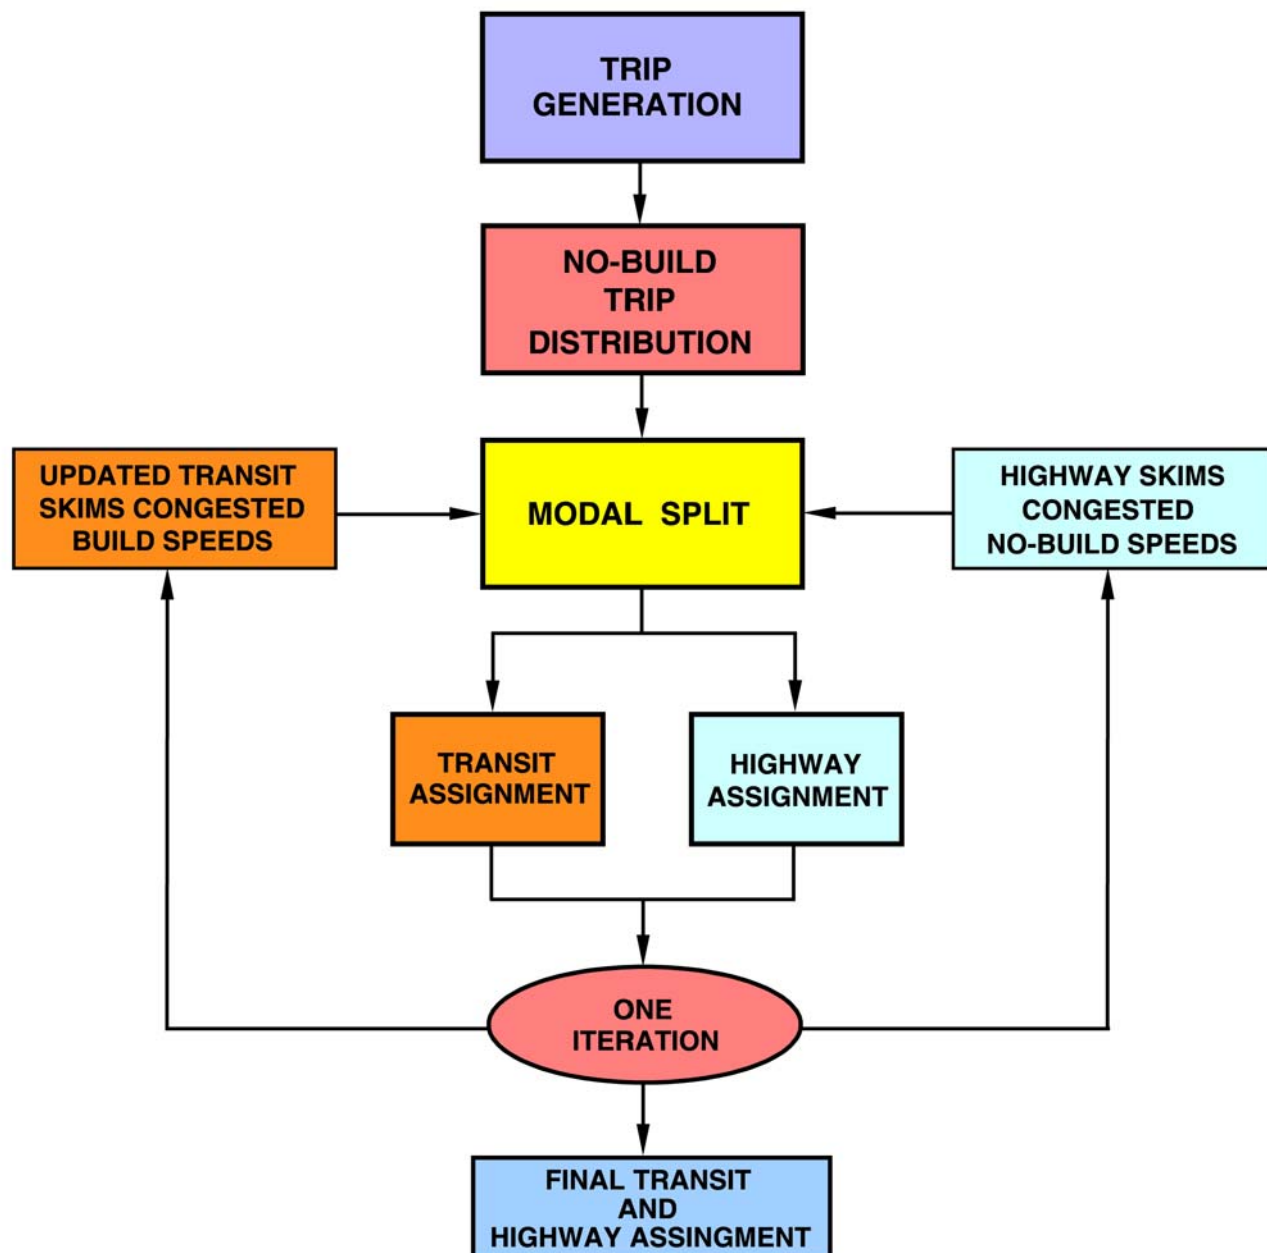 TRIP
GENERATION
NO-BUILD
TRIP
DISTRIBUTION
UPDATED TRANSIT
SKIMS CONGESTED
BUILD SPEEDS
MODAL SPLIT
HIGHWAY SKIMS
CONGESTED
NO-BUILD SPEEDS
TRANSIT
ASSIGNMENT
HIGHWAY
ASSIGNMENT
ONE
ITERATION
FINAL TRANSIT
AND
HIGHWAY ASSINGMENT